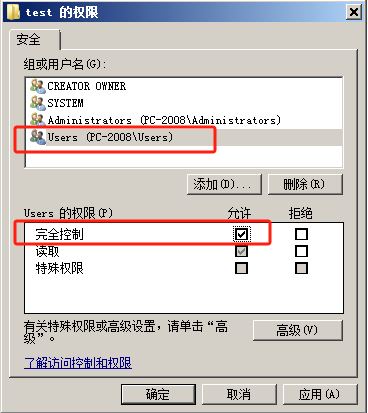 test 的权限
安全
组或用户名(G):
CREATOR OWNER
SYSTEM
Administrators (PC-2008\Administrators)
Users (PC-2008\Users)
添加(D)... 删除(R)
Users 的权限(P) 允许 拒绝
完全控制
读取
特殊权限
有关特殊权限或高级设置，请单击“高
级”。
高级(V)
了解访问控制和权限
确定 取消 应用(A)